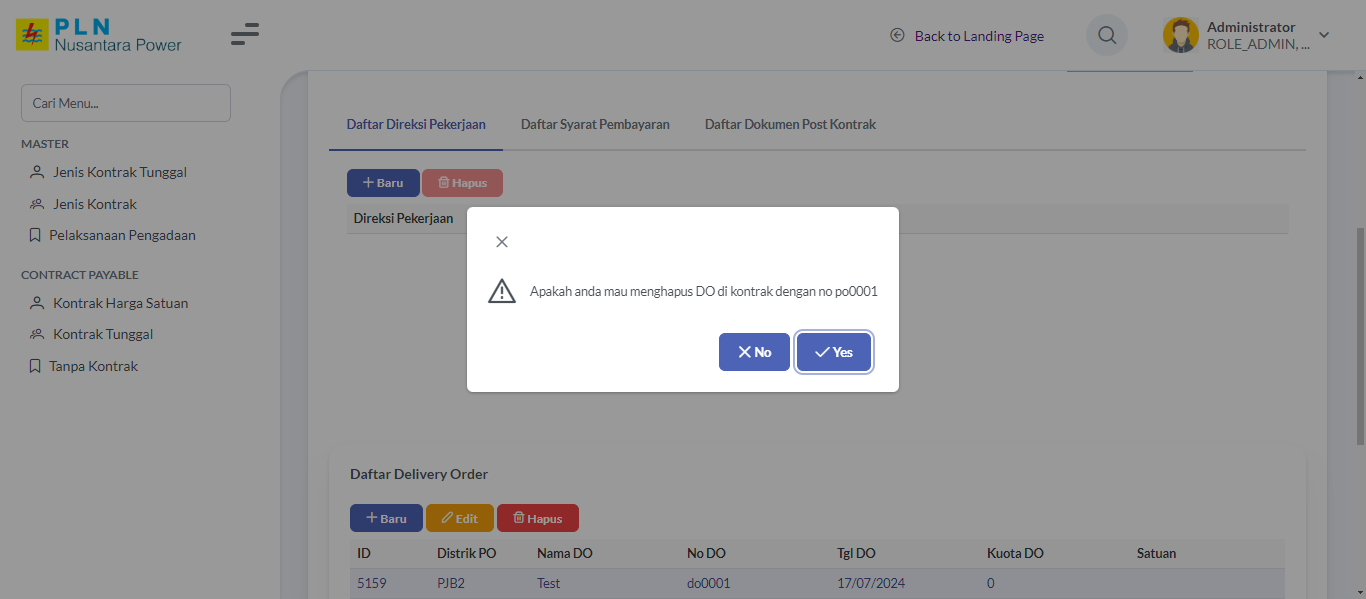 PLN
Nusantara Power
Back to Landing Page
Administrator
ROLE_ADMIN, ...
Cari Menu...
MASTER
Jenis Kontrak Tunggal
Jenis Kontrak
Pelaksanaan Pengadaan
CONTRACT PAYABLE
Kontrak Harga Satuan
Kontrak Tunggal
Tanpa Kontrak
Daftar Direksi Pekerjaan Daftar Syarat Pembayaran Daftar Dokumen Post Kontrak
Baru Hapus
Direksi Pekerjaan
Apakah anda mau menghapus DO di kontrak dengan no po0001
No Yes
Daftar Delivery Order
Baru Edit Hapus
ID Distrik PO Nama DO No DO Tgl DO Kuota DO Satuan
5159 PJB2 Test do0001 17/07/2024 0